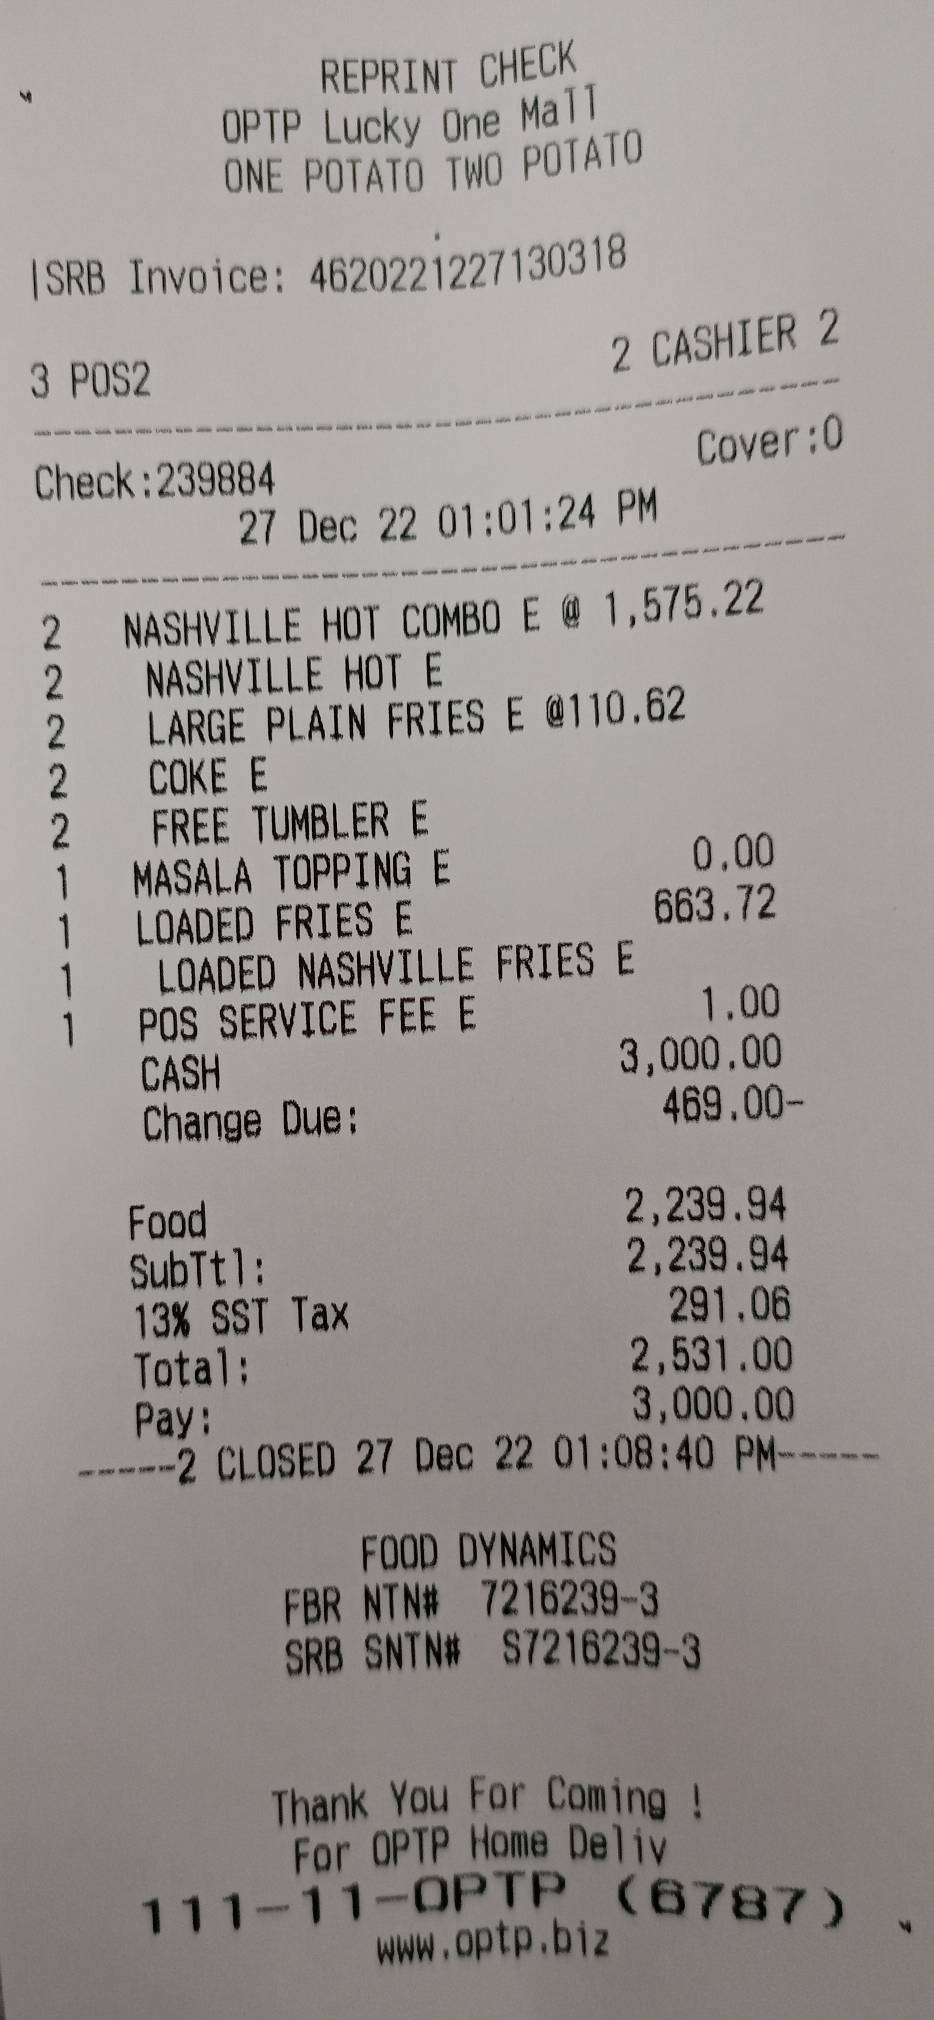 REPRINT CHECK
OPTP Lucky One Mall
ONE POTATO TWO POTATO
|SRB Invoice: 4620221227130318
3 POS2 2 CASHIER 2
Check:239884 Cover:0
27 Dec 22 01:01:24 PM
2 NASHVILLE HOT COMBO E @ 1,575.22
2 NASHVILLE HOT E
2 LARGE PLAIN FRIES E @110.62
2 COKE E
2 FREE TUMBLER E
1 MASALA TOPPING E 0.00
1 LOADED FRIES E 663.72
1 LOADED NASHVILLE FRIES E
1 POS SERVICE FEE E 1.00
CASH 3,000.00
Change Due: 469.00-
Food 2,239.94
SubTtl: 2,239.94
13% SST Tax 291.06
Total: 2,531.00
Pay: 3,000.00
-----2 CLOSED 27 Dec 22 01:08:40 PM-----
FOOD DYNAMICS
FBR NTN# 7216239-3
SRB SNTN# S7216239-3
Thank You For Coming !
For OPTP Home Deliv
111-11-OPTP (6787)
www.optp.biz